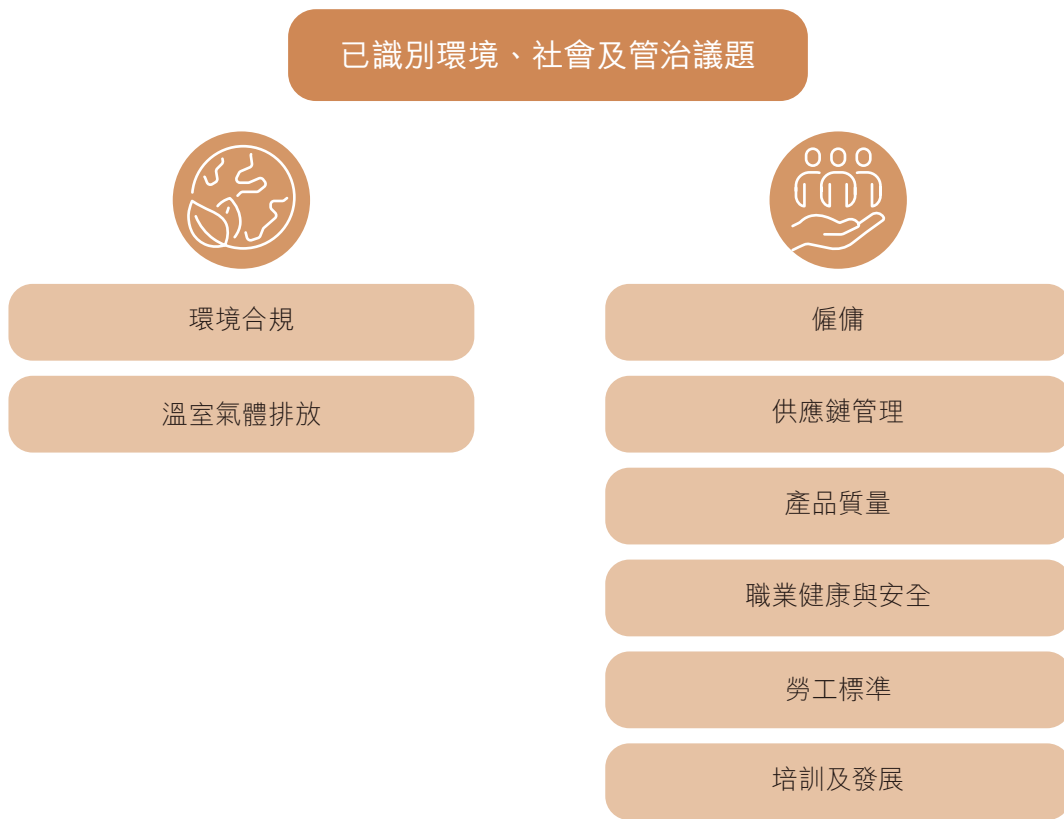 已識別環境、社會及管治議題
環境合規
溫室氣體排放
僱傭
供應鏈管理
產品質量
職業健康與安全
勞工標準
培訓及發展